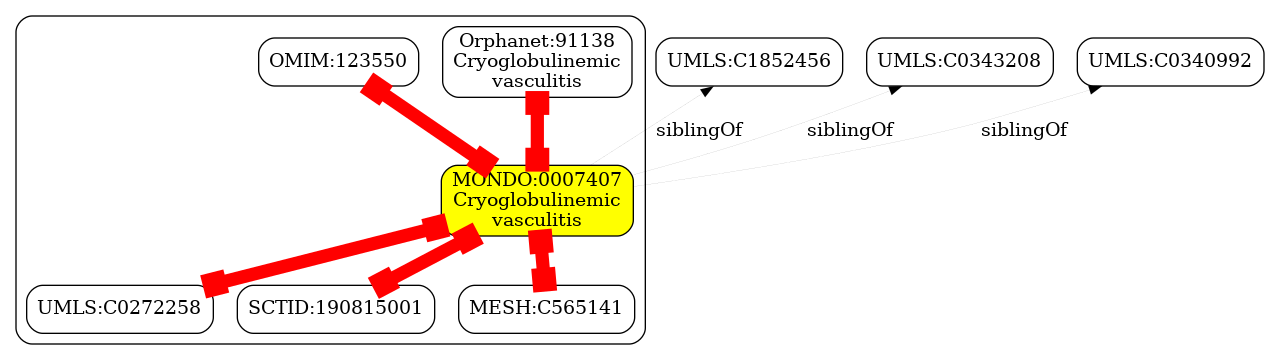 OMIM:123550
Orphanet:91138
Cryoglobulinemic
vasculitis
UMLS:C1852456
UMLS:C0343208
UMLS:C0340992
siblingOf
siblingOf
siblingOf
MONDO:0007407
Cryoglobulinemic
vasculitis
UMLS:C0272258
SCTID:190815001
MESH:C565141